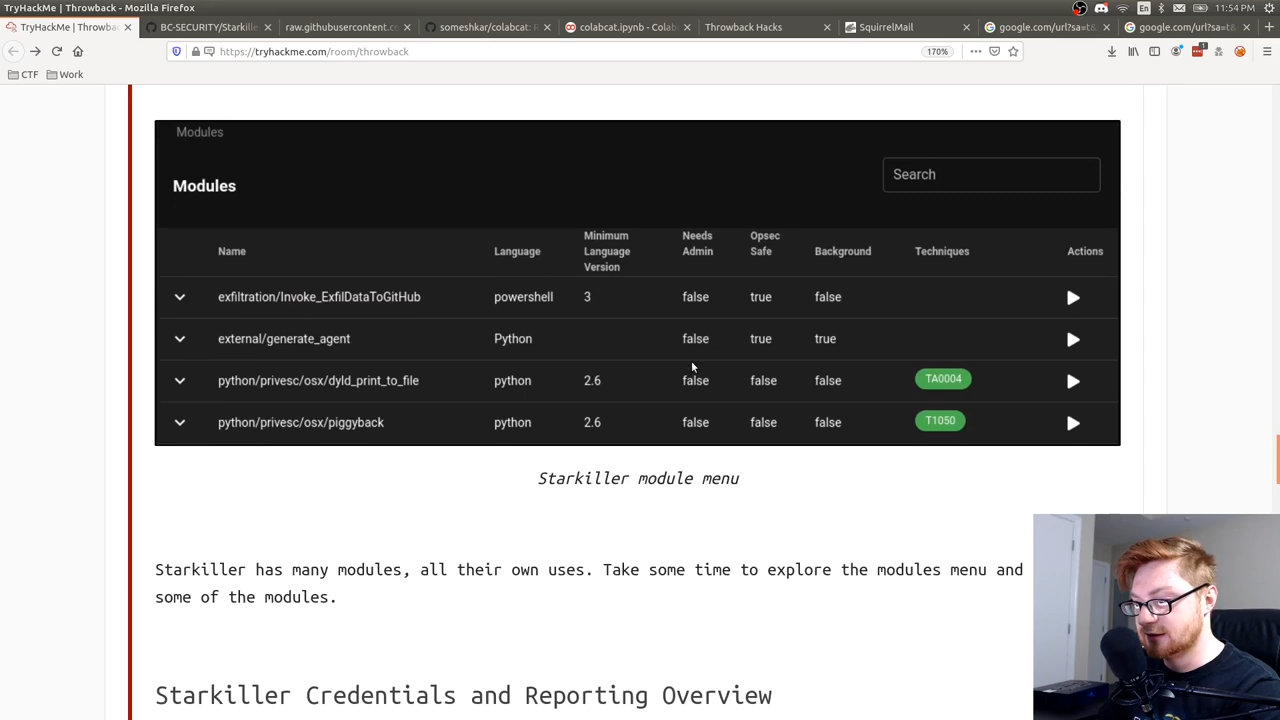 TryHackMe | Throwback - Mozilla Firefox
En
11:54 PM
TryHackMe | Throwb
BC-SECURITY/Starkille
raw.githubusercontent.co
someshkar/colabcat: R
colabcat.ipynb - Colab
Throwback Hacks
SquirrelMail
google.com/url?sa=t&
google.com/url?sa=t&
https://tryhackme.com/room/throwback
170%
1
CTF
Work
Modules
Modules
Search
Name
Language
Minimum Language Version
Needs Admin
Opsec Safe
Background
Techniques
Actions
exfiltration/Invoke_ExfilDataToGitHub powershell 3 false true false
external/generate_agent Python false true true
python/privesc/osx/dyld_print_to_file python 2.6 false false false TA0004
python/privesc/osx/piggyback python 2.6 false false false T1050
Starkiller module menu
Starkiller has many modules, all their own uses. Take some time to explore the modules menu and
some of the modules.
Starkiller Credentials and Reporting Overview